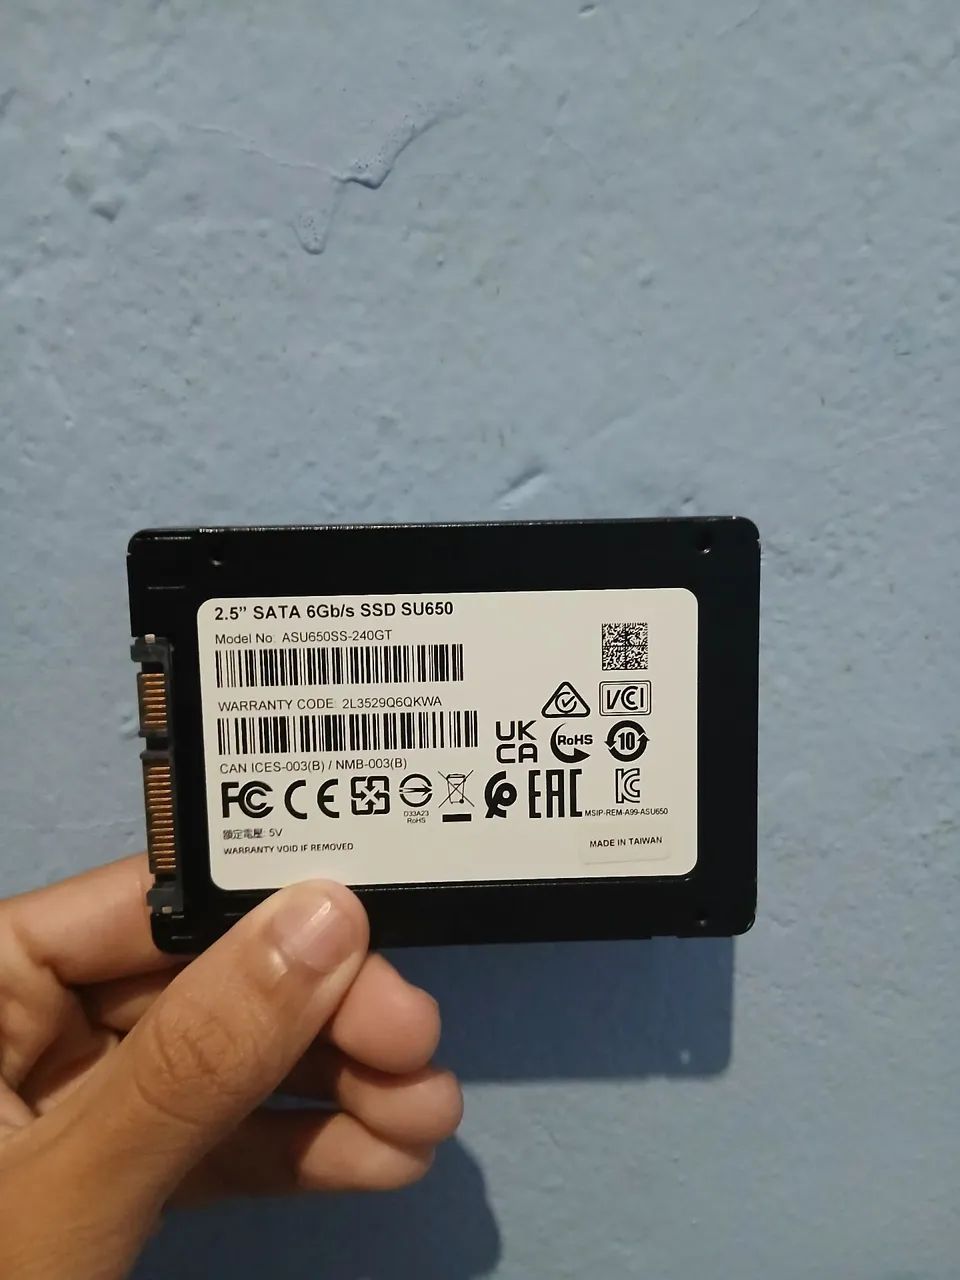 2.5” SATA 6Gb/s SSD SU650
Model No: ASU650SS-240GT
WARRANTY CODE: 2L3529Q6QKWA
CAN ICES-003(B) / NMB-003(B)
VCI
UK
CA
RoHS
10
FC CE
D33A23
RoHS
EAC
MSIP-REM-A99-ASU650
額定電壓: 5V
WARRANTY VOID IF REMOVED
MADE IN TAIWAN